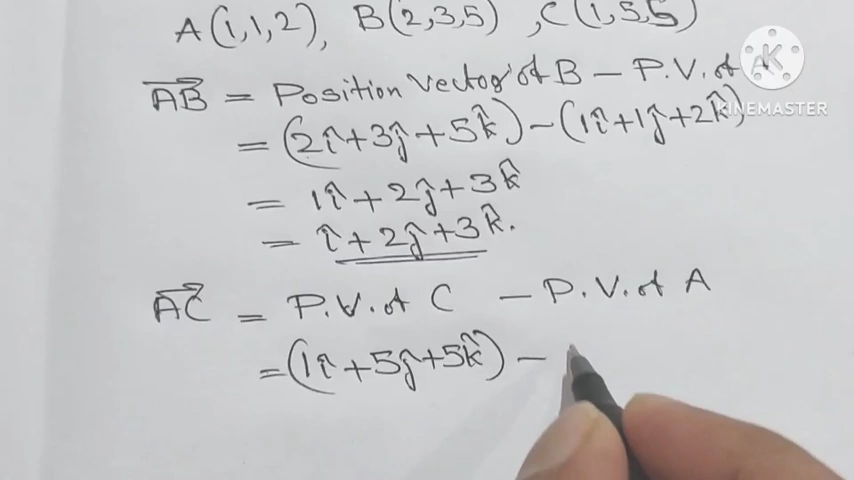 A(1,1,2), B(2,3,5), C(1,5,5)
AB = Position Vector of B – P.V. of A
KINEMASTER
= (2î+3ĵ+5k̂) – (1î+1ĵ+2k̂)
= 1î+2ĵ+3k̂
= î+2ĵ+3k̂.
AC = P.V. of C – P.V. of A
= (1î+5ĵ+5k̂) –